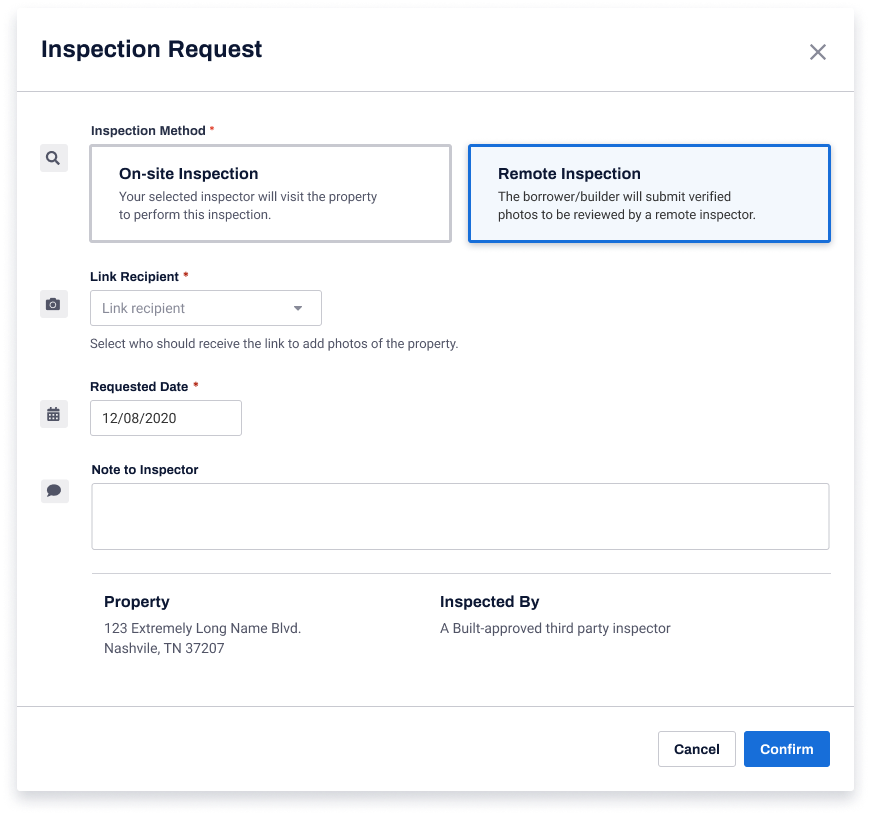 Inspection Request
Inspection Method *
On-site Inspection
Your selected inspector will visit the property
to perform this inspection.
Remote Inspection
The borrower/builder will submit verified
photos to be reviewed by a remote inspector.
Link Recipient *
Link recipient
Select who should receive the link to add photos of the property.
Requested Date *
12/08/2020
Note to Inspector
Property
123 Extremely Long Name Blvd.
Nashvile, TN 37207
Inspected By
A Built-approved third party inspector
Cancel
Confirm